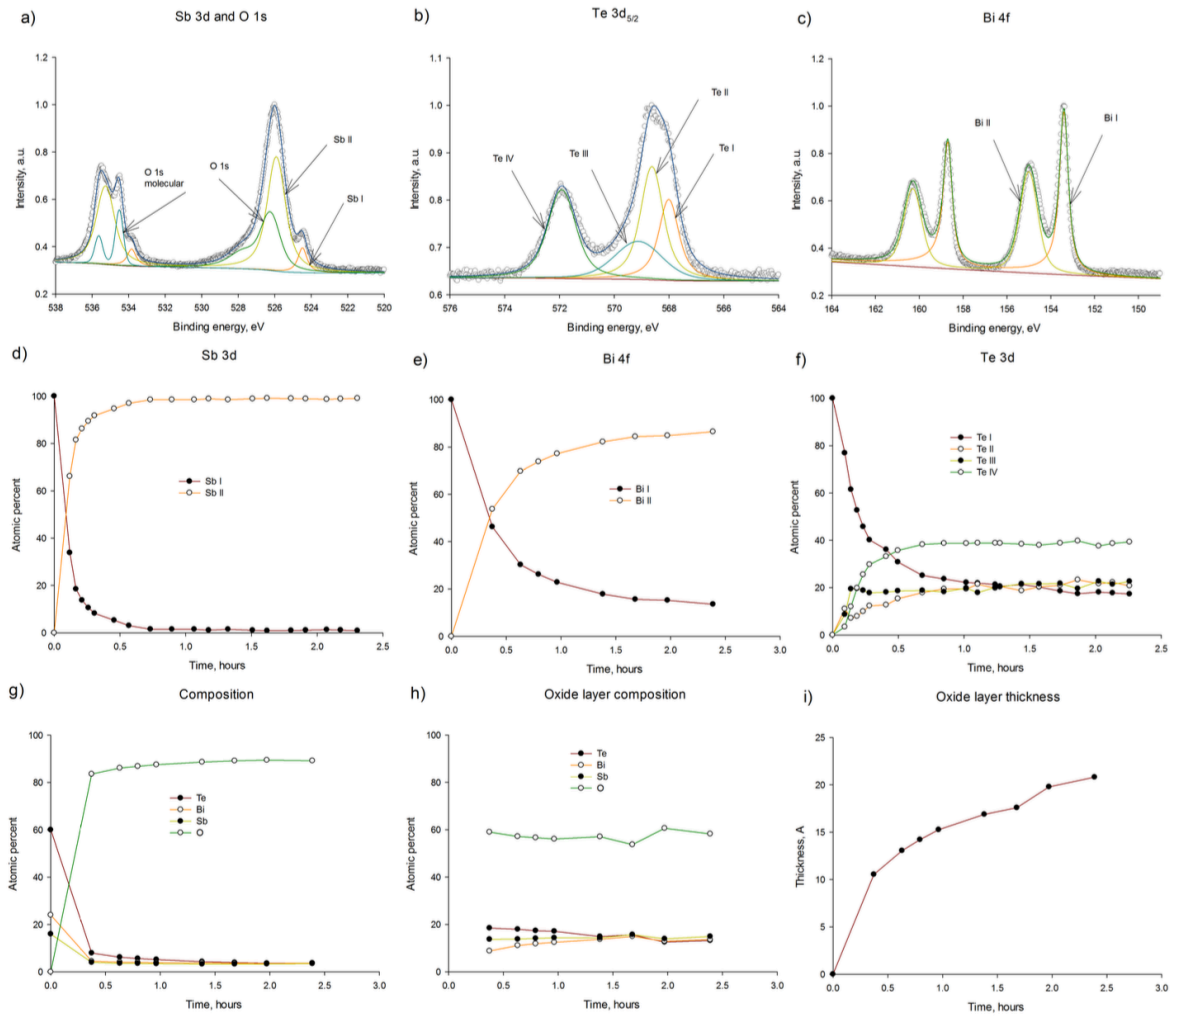 a)
Sb 3d and O 1s
1.2
1.0
0.8
0.6
0.4
0.2
Intensity, a.u.
O 1s
molecular
O 1s
Sb II
Sb I
538 536 534 532 530 528 526 524 522 520
Binding energy, eV
b)
Te 3d5/2
1.1
1.0
0.9
0.8
0.7
0.6
Intensity, a.u.
Te IV
Te III
Te II
Te I
576 574 572 570 568 566 564
Binding energy, eV
c)
Bi 4f
1.2
1.0
0.8
0.6
0.4
0.2
Intensity, a.u.
Bi II
Bi I
164 162 160 158 156 154 152 150
Binding energy, eV
d)
Sb 3d
100
80
60
40
20
0
Atomic percent
Sb I
Sb II
0.0 0.5 1.0 1.5 2.0 2.5
Time, hours
e)
Bi 4f
100
80
60
40
20
0
Atomic percent
Bi I
Bi II
0.0 0.5 1.0 1.5 2.0 2.5 3.0
Time, hours
f)
Te 3d
100
80
60
40
20
0
Atomic percent
Te I
Te II
Te III
Te IV
0.0 0.5 1.0 1.5 2.0 2.5
Time, hours
g)
Composition
100
80
60
40
20
0
Atomic percent
Te
Bi
Sb
O
0.0 0.5 1.0 1.5 2.0 2.5 3.0
Time, hours
h)
Oxide layer composition
100
80
60
40
20
0
Atomic percent
Te
Bi
Sb
O
0.0 0.5 1.0 1.5 2.0 2.5 3.0
Time, hours
i)
Oxide layer thickness
25
20
15
10
5
0
Thickness, A
0.0 0.5 1.0 1.5 2.0 2.5 3.0
Time, hours